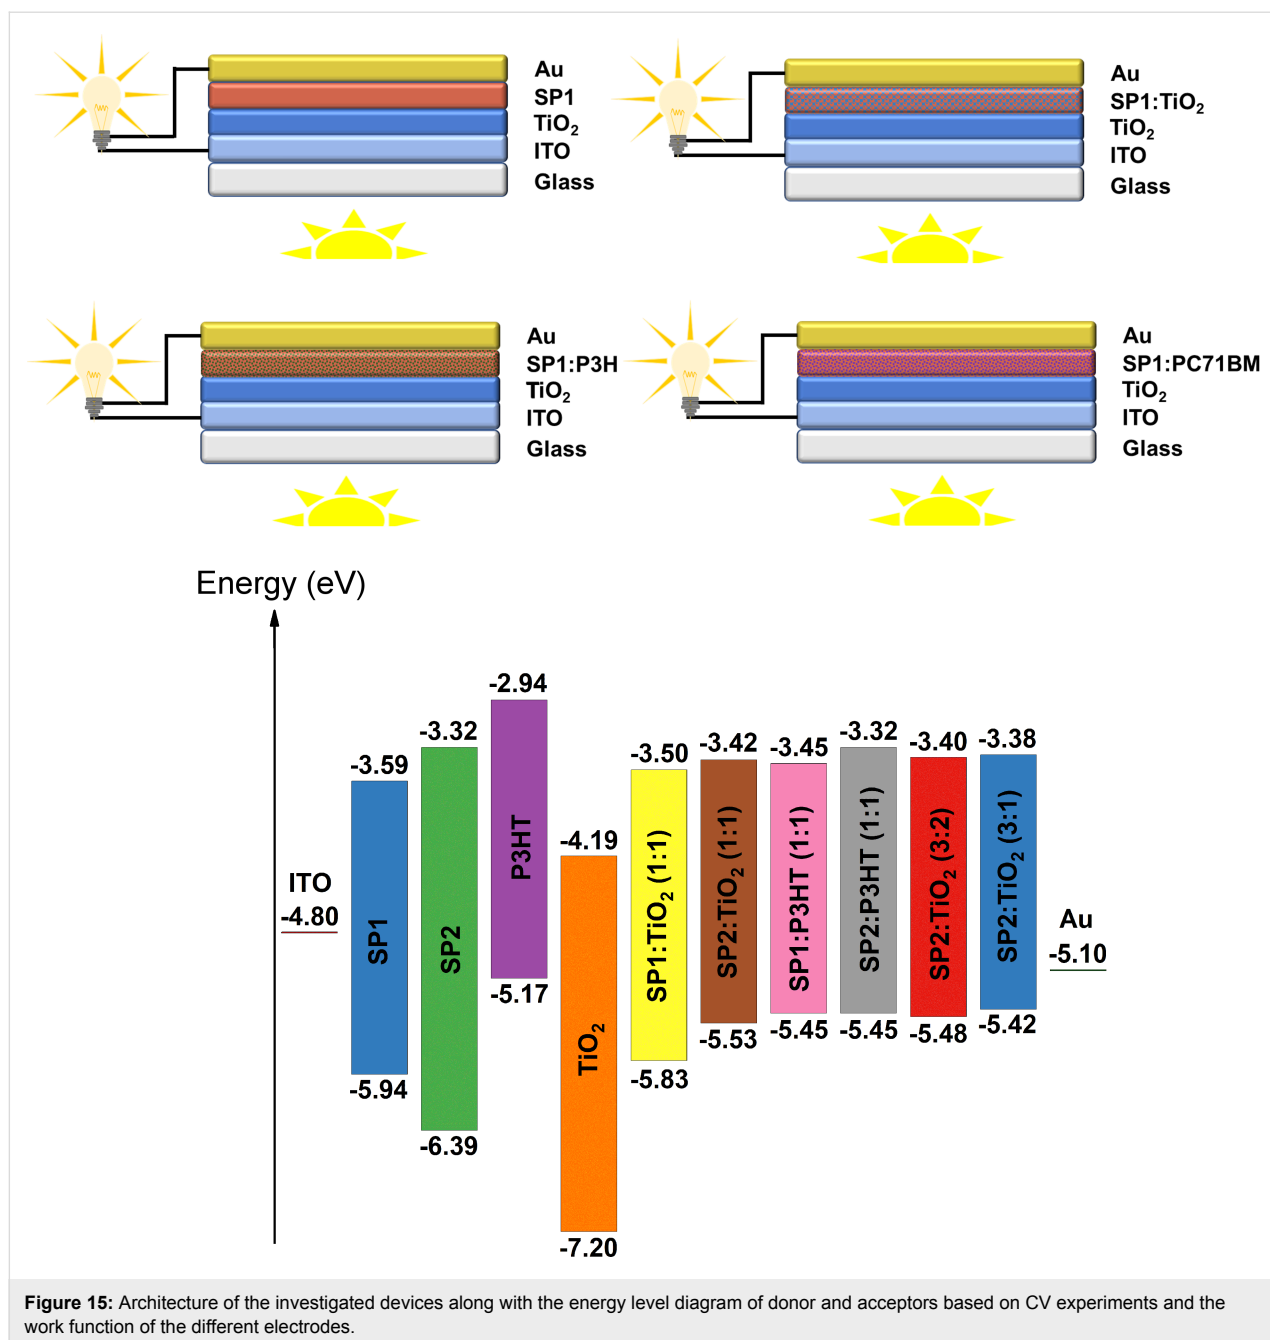 Au
SP1
TiO₂
ITO
Glass
Au
SP1:TiO₂
TiO₂
ITO
Glass
Au
SP1:P3H
TiO₂
ITO
Glass
Au
SP1:PC71BM
TiO₂
ITO
Glass
Energy (eV)
ITO
-4.80
-3.59
SP1
-5.94
-3.32
SP2
-6.39
-2.94
P3HT
-5.17
-4.19
TiO₂
-7.20
-3.50
SP1:TiO₂ (1:1)
-5.83
-3.42
SP2:TiO₂ (1:1)
-5.53
-3.45
SP1:P3HT (1:1)
-5.45
-3.32
SP2:P3HT (1:1)
-5.45
-3.40
SP2:TiO₂ (3:2)
-5.48
-3.38
SP2:TiO₂ (3:1)
-5.42
Au
-5.10
Figure 15: Architecture of the investigated devices along with the energy level diagram of donor and acceptors based on CV experiments and the
work function of the different electrodes.